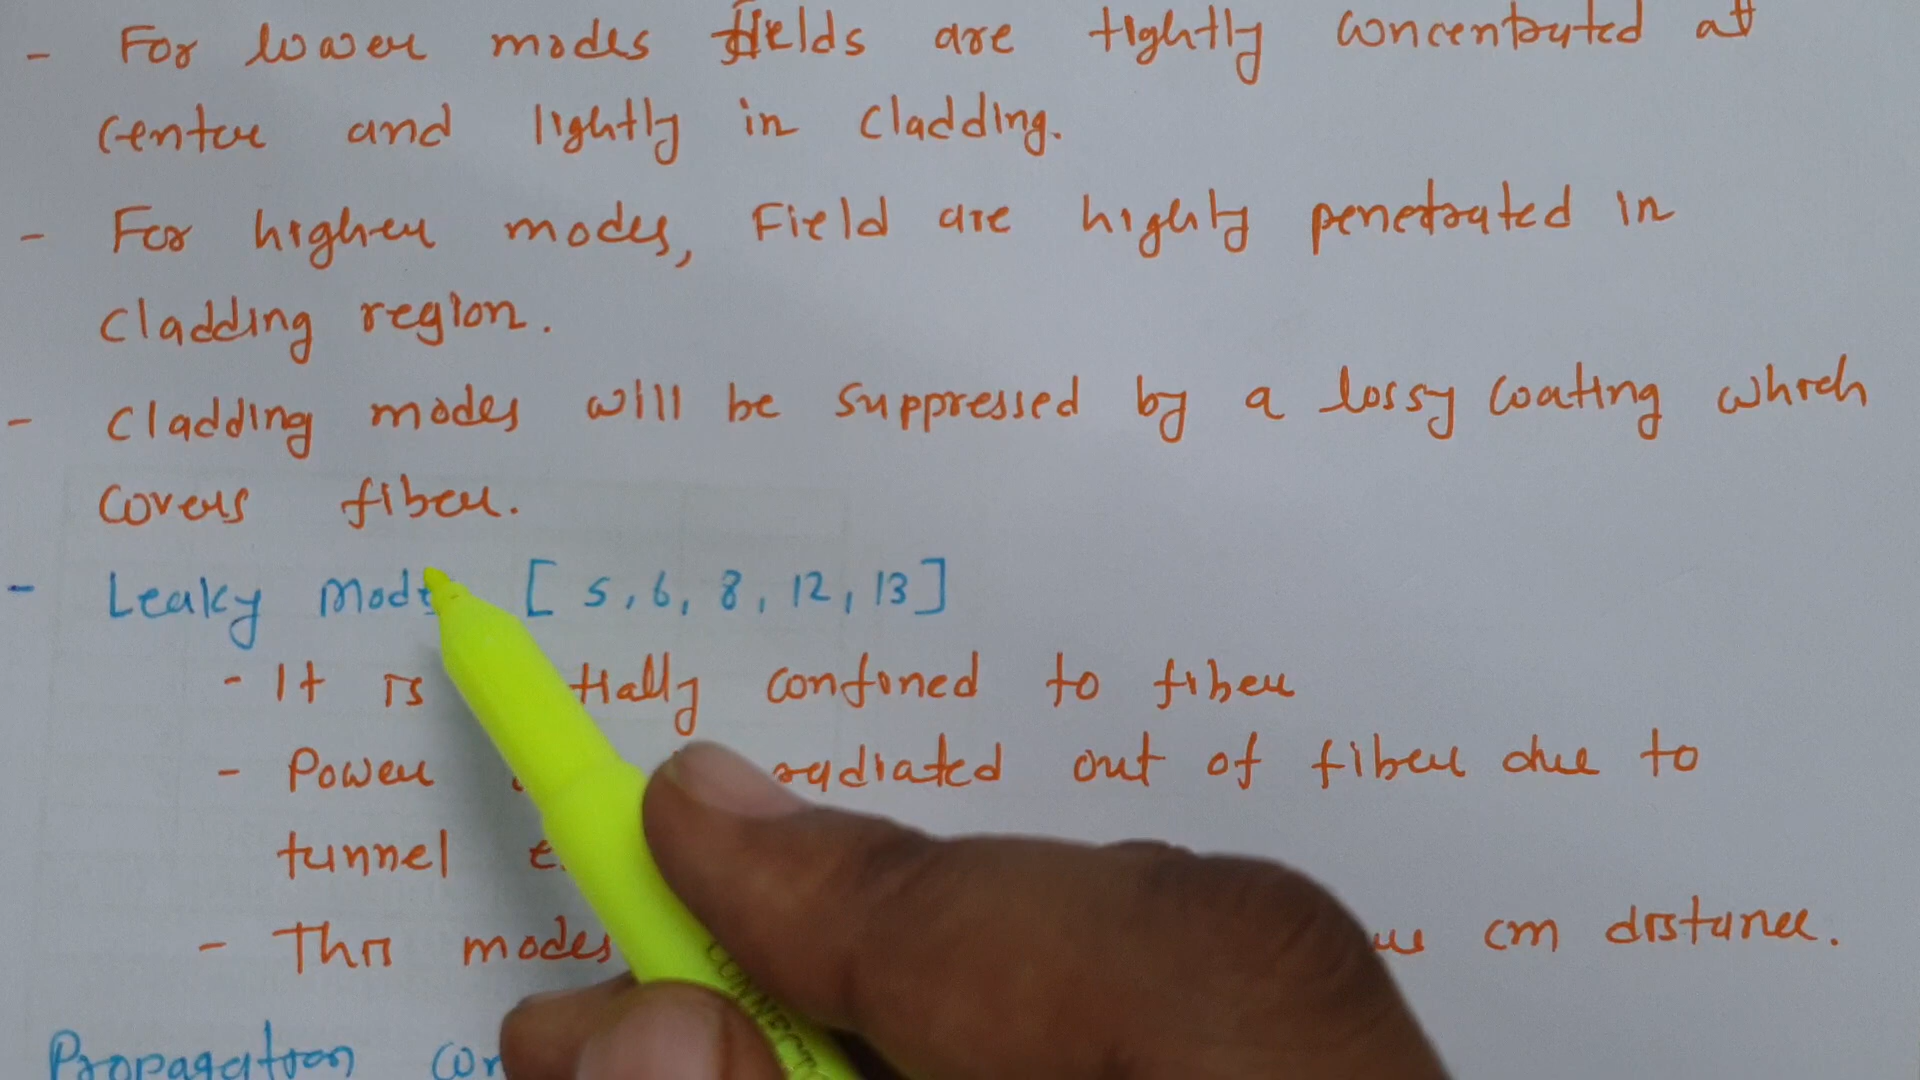 - For lower modes fields are tightly concentrated at
center and lightly in cladding.
- For higher modes, Field are highly penetrated in
cladding region.
- cladding modes will be suppressed by a lossy coating which
covers fiber.
- Leaky mode [5, 6, 8, 12, 13]
- It is tially confined to fiber
- Power radiated out of fiber due to
tunnel
- This modes cm distance.
Propagation
CONNECT